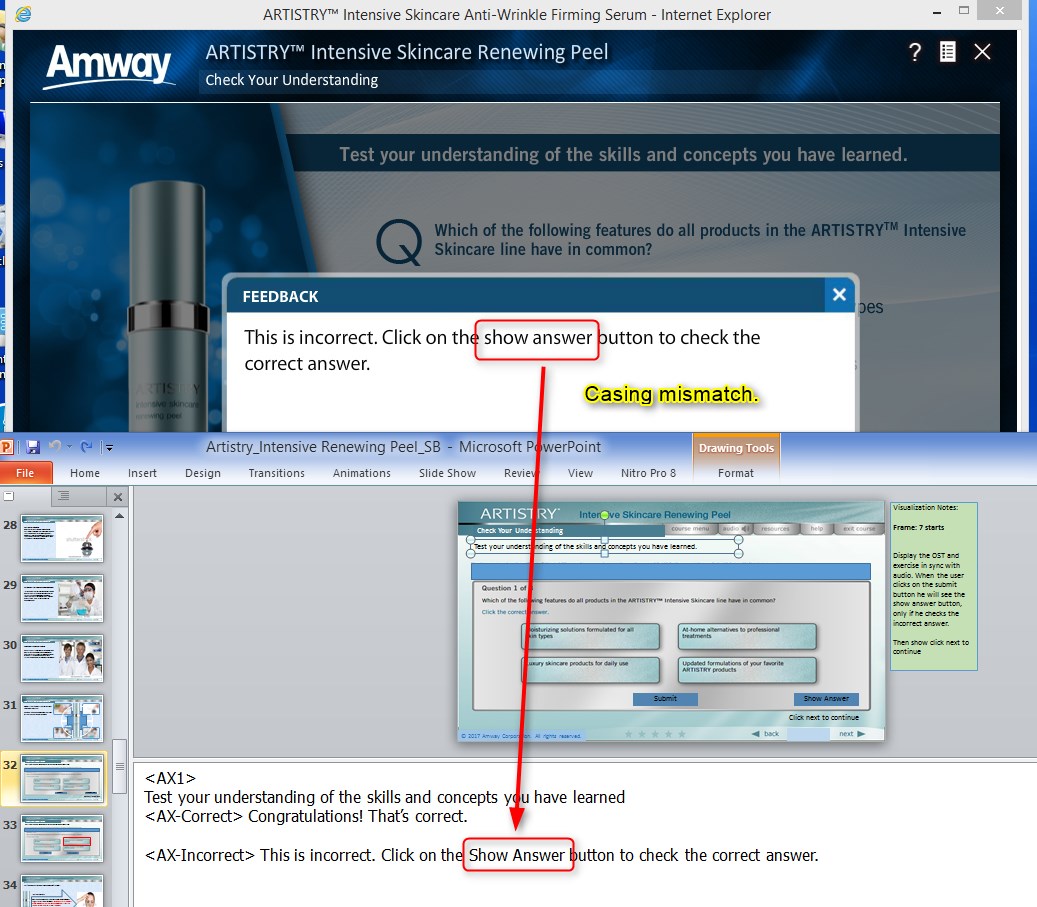 ARTISTRY™ Intensive Skincare Anti-Wrinkle Firming Serum - Internet Explorer
Amway
ARTISTRY™ Intensive Skincare Renewing Peel
Check Your Understanding
?
Test your understanding of the skills and concepts you have learned.
Q
Which of the following features do all products in the ARTISTRY™ Intensive
Skincare line have in common?
FEEDBACK
pes
This is incorrect. Click on the show answer button to check the
correct answer.
Casing mismatch.
ARTISTRY
intensive skincare
renewing peel
Artistry_Intensive Renewing Peel_SB - Microsoft PowerPoint
Drawing Tools
File Home Insert Design Transitions Animations Slide Show Review View Nitro Pro 8 Format
28
29
30
31
32
33
34
ARTISTRY Intensive Skincare Renewing Peel
Check Your Understanding
course menu audio resources help exit course
Test your understanding of the skills and concepts you have learned.
Question 1 of
Which of the following features do all products in the ARTISTRY™ Intensive Skincare line have in common?
Click the correct answer.
Moisturizing solutions formulated for all
skin types
At-home alternatives to professional
treatments
Luxury skincare products for daily use
Updated formulations of your favorite
ARTISTRY products
Submit
Show Answer
Click next to continue
© 2017 Amway Corporation. All rights reserved.
back
next
Visualization Notes:
Frame: 7 starts
Display the OST and
exercise in sync with
audio. When the user
clicks on the submit
button he will see the
show answer button,
only if he checks the
incorrect answer.
Then show click next to
continue
<AX1>
Test your understanding of the skills and concepts you have learned
<AX-Correct> Congratulations! That’s correct.
<AX-Incorrect> This is incorrect. Click on the Show Answer button to check the correct answer.